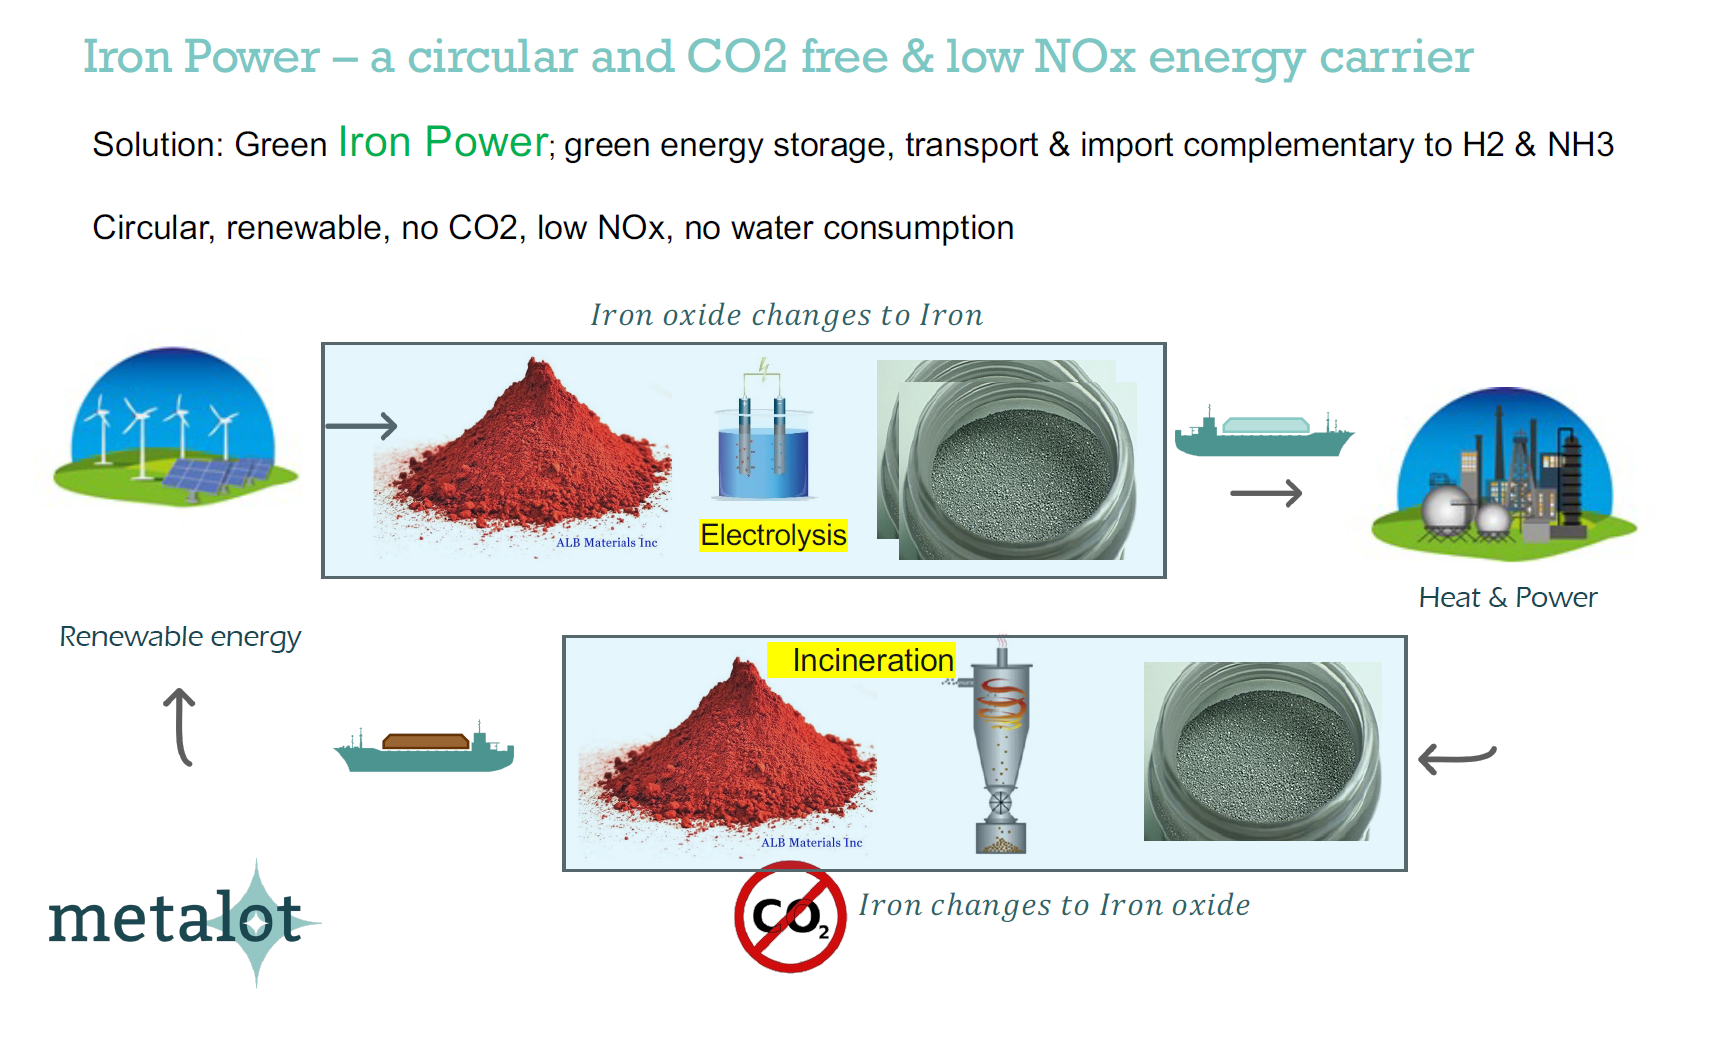 Iron Power – a circular and CO2 free & low NOx energy carrier
Solution: Green Iron Power; green energy storage, transport & import complementary to H2 & NH3
Circular, renewable, no CO2, low NOx, no water consumption
Iron oxide changes to Iron
ALB Materials Inc
Electrolysis
Heat & Power
Renewable energy
Incineration
ALB Materials Inc
CO2
Iron changes to Iron oxide
metalot